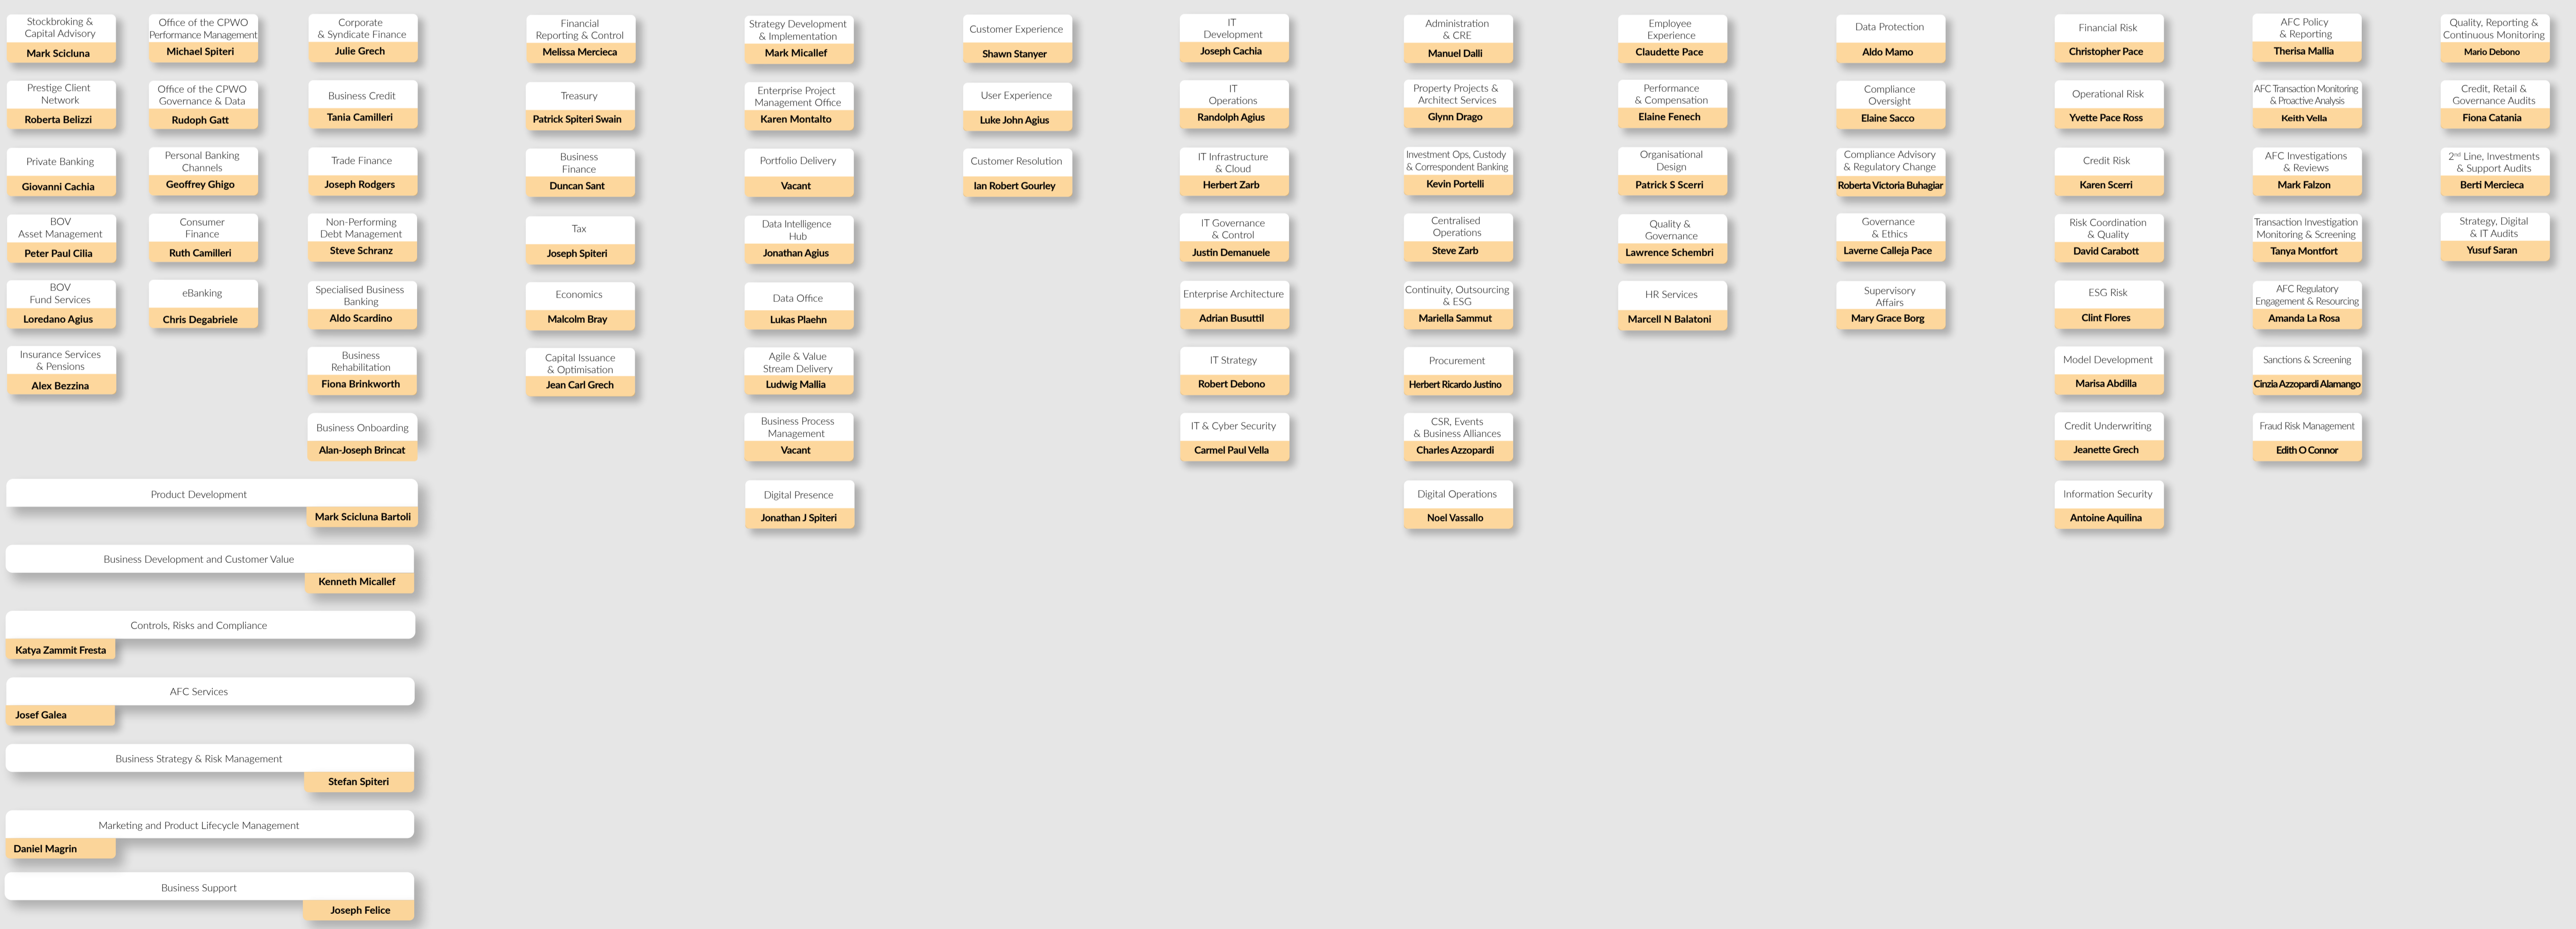 Stockbroking &
Capital Advisory
Mark Scicluna
Prestige Client
Network
Roberta Belizzi
Private Banking
Giovanni Cachia
BOV
Asset Management
Peter Paul Cilia
BOV
Fund Services
Loredano Agius
Insurance Services
& Pensions
Alex Bezzina
Office of the CPWO
Performance Management
Michael Spiteri
Office of the CPWO
Governance & Data
Rudoph Gatt
Personal Banking
Channels
Geoffrey Ghigo
Consumer
Finance
Ruth Camilleri
eBanking
Chris Degabriele
Corporate
& Syndicate Finance
Julie Grech
Business Credit
Tania Camilleri
Trade Finance
Joseph Rodgers
Non-Performing
Debt Management
Steve Schranz
Specialised Business
Banking
Aldo Scardino
Business
Rehabilitation
Fiona Brinkworth
Business Onboarding
Alan-Joseph Brincat
Product Development
Mark Scicluna Bartoli
Business Development and Customer Value
Kenneth Micallef
Controls, Risks and Compliance
Katya Zammit Fresta
AFC Services
Josef Galea
Business Strategy & Risk Management
Stefan Spiteri
Marketing and Product Lifecycle Management
Daniel Magrin
Business Support
Joseph Felice
Financial
Reporting & Control
Melissa Mercieca
Treasury
Patrick Spiteri Swain
Business
Finance
Duncan Sant
Tax
Joseph Spiteri
Economics
Malcolm Bray
Capital Issuance
& Optimisation
Jean Carl Grech
Strategy Development
& Implementation
Mark Micallef
Enterprise Project
Management Office
Karen Montalto
Portfolio Delivery
Vacant
Data Intelligence
Hub
Jonathan Agius
Data Office
Lukas Plaehn
Agile & Value
Stream Delivery
Ludwig Mallia
Business Process
Management
Vacant
Digital Presence
Jonathan J Spiteri
Customer Experience
Shawn Stanyer
User Experience
Luke John Agius
Customer Resolution
Ian Robert Gourley
IT
Development
Joseph Cachia
IT
Operations
Randolph Agius
IT Infrastructure
& Cloud
Herbert Zarb
IT Governance
& Control
Justin Demanuele
Enterprise Architecture
Adrian Busuttil
IT Strategy
Robert Debono
IT & Cyber Security
Carmel Paul Vella
Administration
& CRE
Manuel Dalli
Property Projects &
Architect Services
Glynn Drago
Investment Ops, Custody
& Correspondent Banking
Kevin Portelli
Centralised
Operations
Steve Zarb
Continuity, Outsourcing
& ESG
Mariella Sammut
Procurement
Herbert Ricardo Justino
CSR, Events
& Business Alliances
Charles Azzopardi
Digital Operations
Noel Vassallo
Employee
Experience
Claudette Pace
Performance
& Compensation
Elaine Fenech
Organisational
Design
Patrick S Scerri
Quality &
Governance
Lawrence Schembri
HR Services
Marcell N Balatoni
Data Protection
Aldo Mamo
Compliance
Oversight
Elaine Sacco
Compliance Advisory
& Regulatory Change
Roberta Victoria Buhagiar
Governance
& Ethics
Laverne Calleja Pace
Supervisory
Affairs
Mary Grace Borg
Financial Risk
Christopher Pace
Operational Risk
Yvette Pace Ross
Credit Risk
Karen Scerri
Risk Coordination
& Quality
David Carabott
ESG Risk
Clint Flores
Model Development
Marisa Abdilla
Credit Underwriting
Jeanette Grech
Information Security
Antoine Aquilina
AFC Policy
& Reporting
Therisa Mallia
AFC Transaction Monitoring
& Proactive Analysis
Keith Vella
AFC Investigations
& Reviews
Mark Falzon
Transaction Investigation
Monitoring & Screening
Tanya Montfort
AFC Regulatory
Engagement & Resourcing
Amanda La Rosa
Sanctions & Screening
Cinzia Azzopardi Alamango
Fraud Risk Management
Edith O Connor
Quality, Reporting &
Continuous Monitoring
Mario Debono
Credit, Retail &
Governance Audits
Fiona Catania
2nd Line, Investments
& Support Audits
Berti Mercieca
Strategy, Digital
& IT Audits
Yusuf Saran